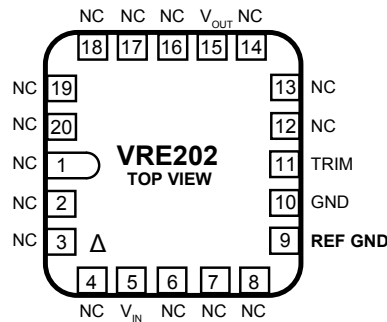 NC NC NC VOUT NC
18 17 16 15 14
NC 19 13 NC
NC 20 12 NC
NC 1 VRE202 11 TRIM
TOP VIEW
NC 2 10 GND
NC 3 Δ 9 REF GND
4 5 6 7 8
NC VIN NC NC NC